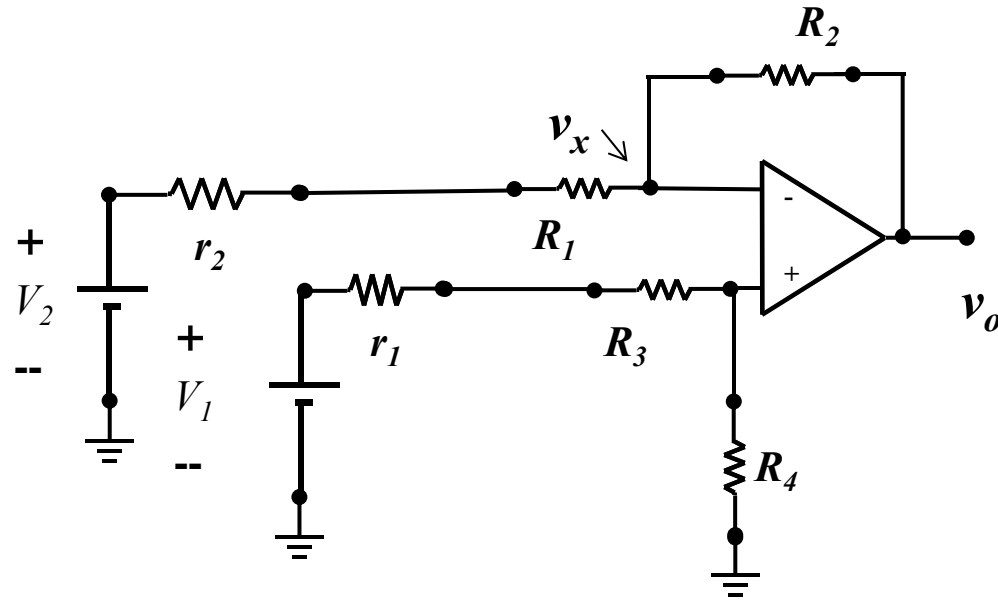 R2
vx
-
R1
r2
+
V2
--
+
vo
r1
R3
+
V1
--
R4